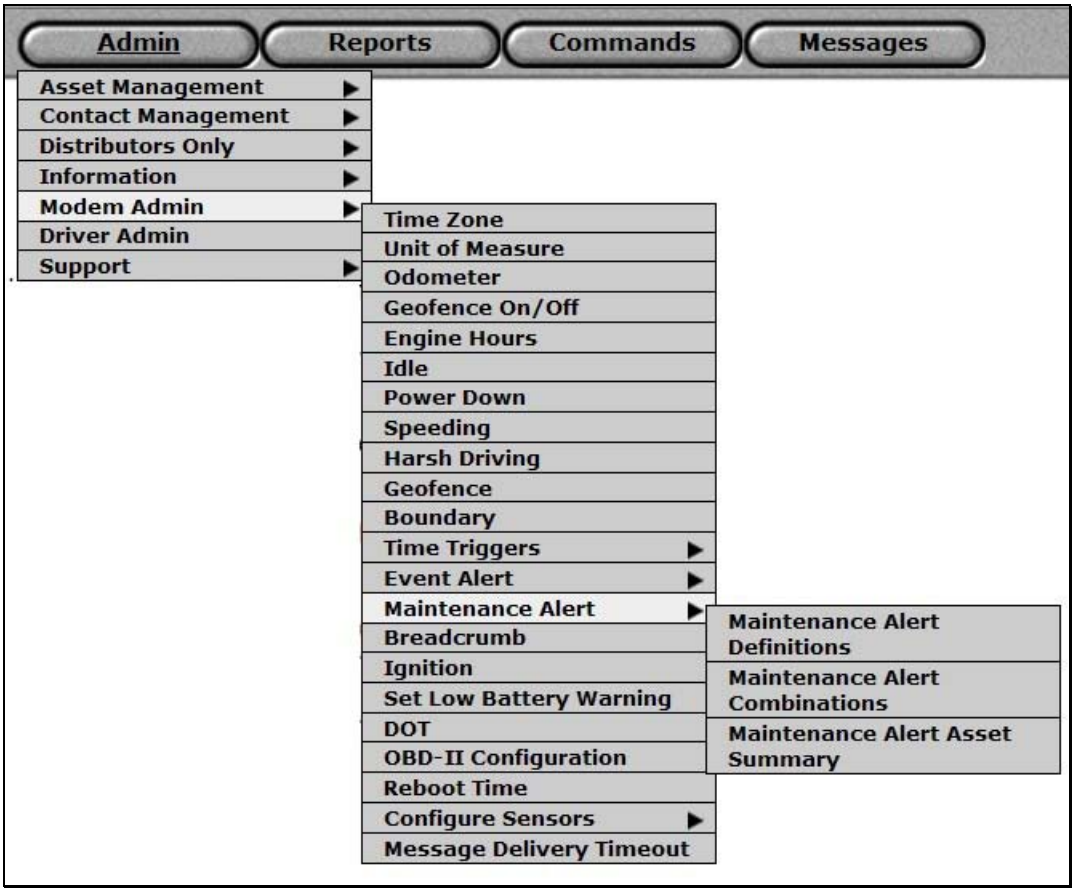 Admin Reports Commands Messages
Asset Management
Contact Management
Distributors Only
Information
Modem Admin
Driver Admin
Support
Time Zone
Unit of Measure
Odometer
Geofence On/Off
Engine Hours
Idle
Power Down
Speeding
Harsh Driving
Geofence
Boundary
Time Triggers
Event Alert
Maintenance Alert
Breadcrumb
Ignition
Set Low Battery Warning
DOT
OBD-II Configuration
Reboot Time
Configure Sensors
Message Delivery Timeout
Maintenance Alert
Definitions
Maintenance Alert
Combinations
Maintenance Alert Asset
Summary